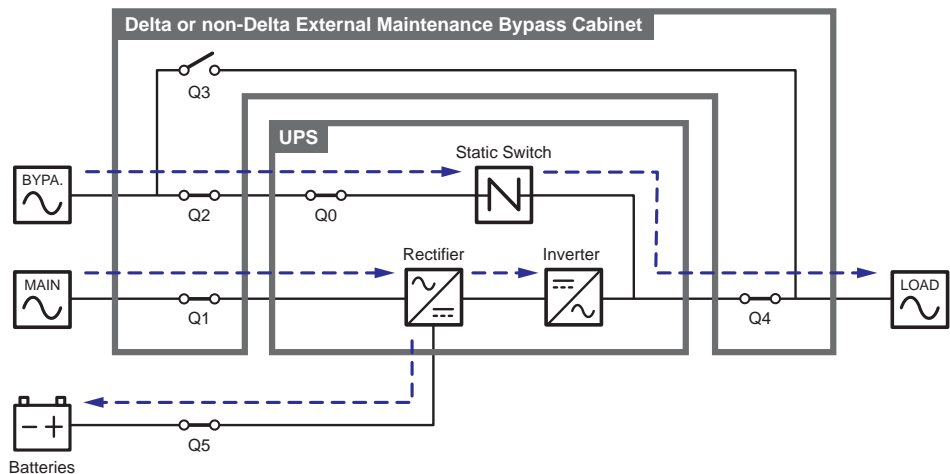 Delta or non-Delta External Maintenance Bypass Cabinet
Q3
UPS
Static Switch
BYPA.
Q2
Q0
Rectifier
Inverter
MAIN
LOAD
Q1
Q4
Q5
Batteries